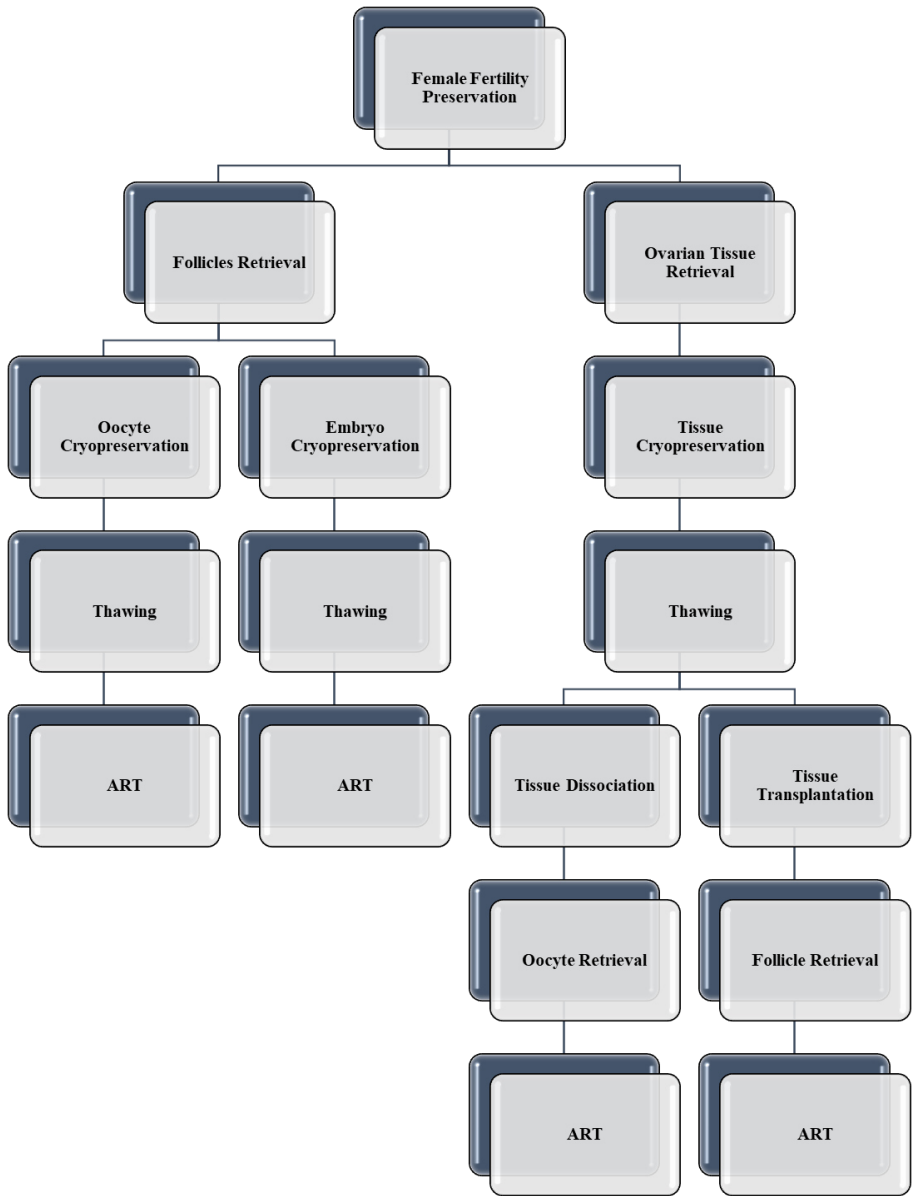 Female Fertility
Preservation
Follicles Retrieval
Ovarian Tissue
Retrieval
Oocyte
Cryopreservation
Embryo
Cryopreservation
Tissue
Cryopreservation
Thawing
Thawing
Thawing
ART
ART
Tissue Dissociation
Tissue
Transplantation
Oocyte Retrieval
Follicle Retrieval
ART
ART